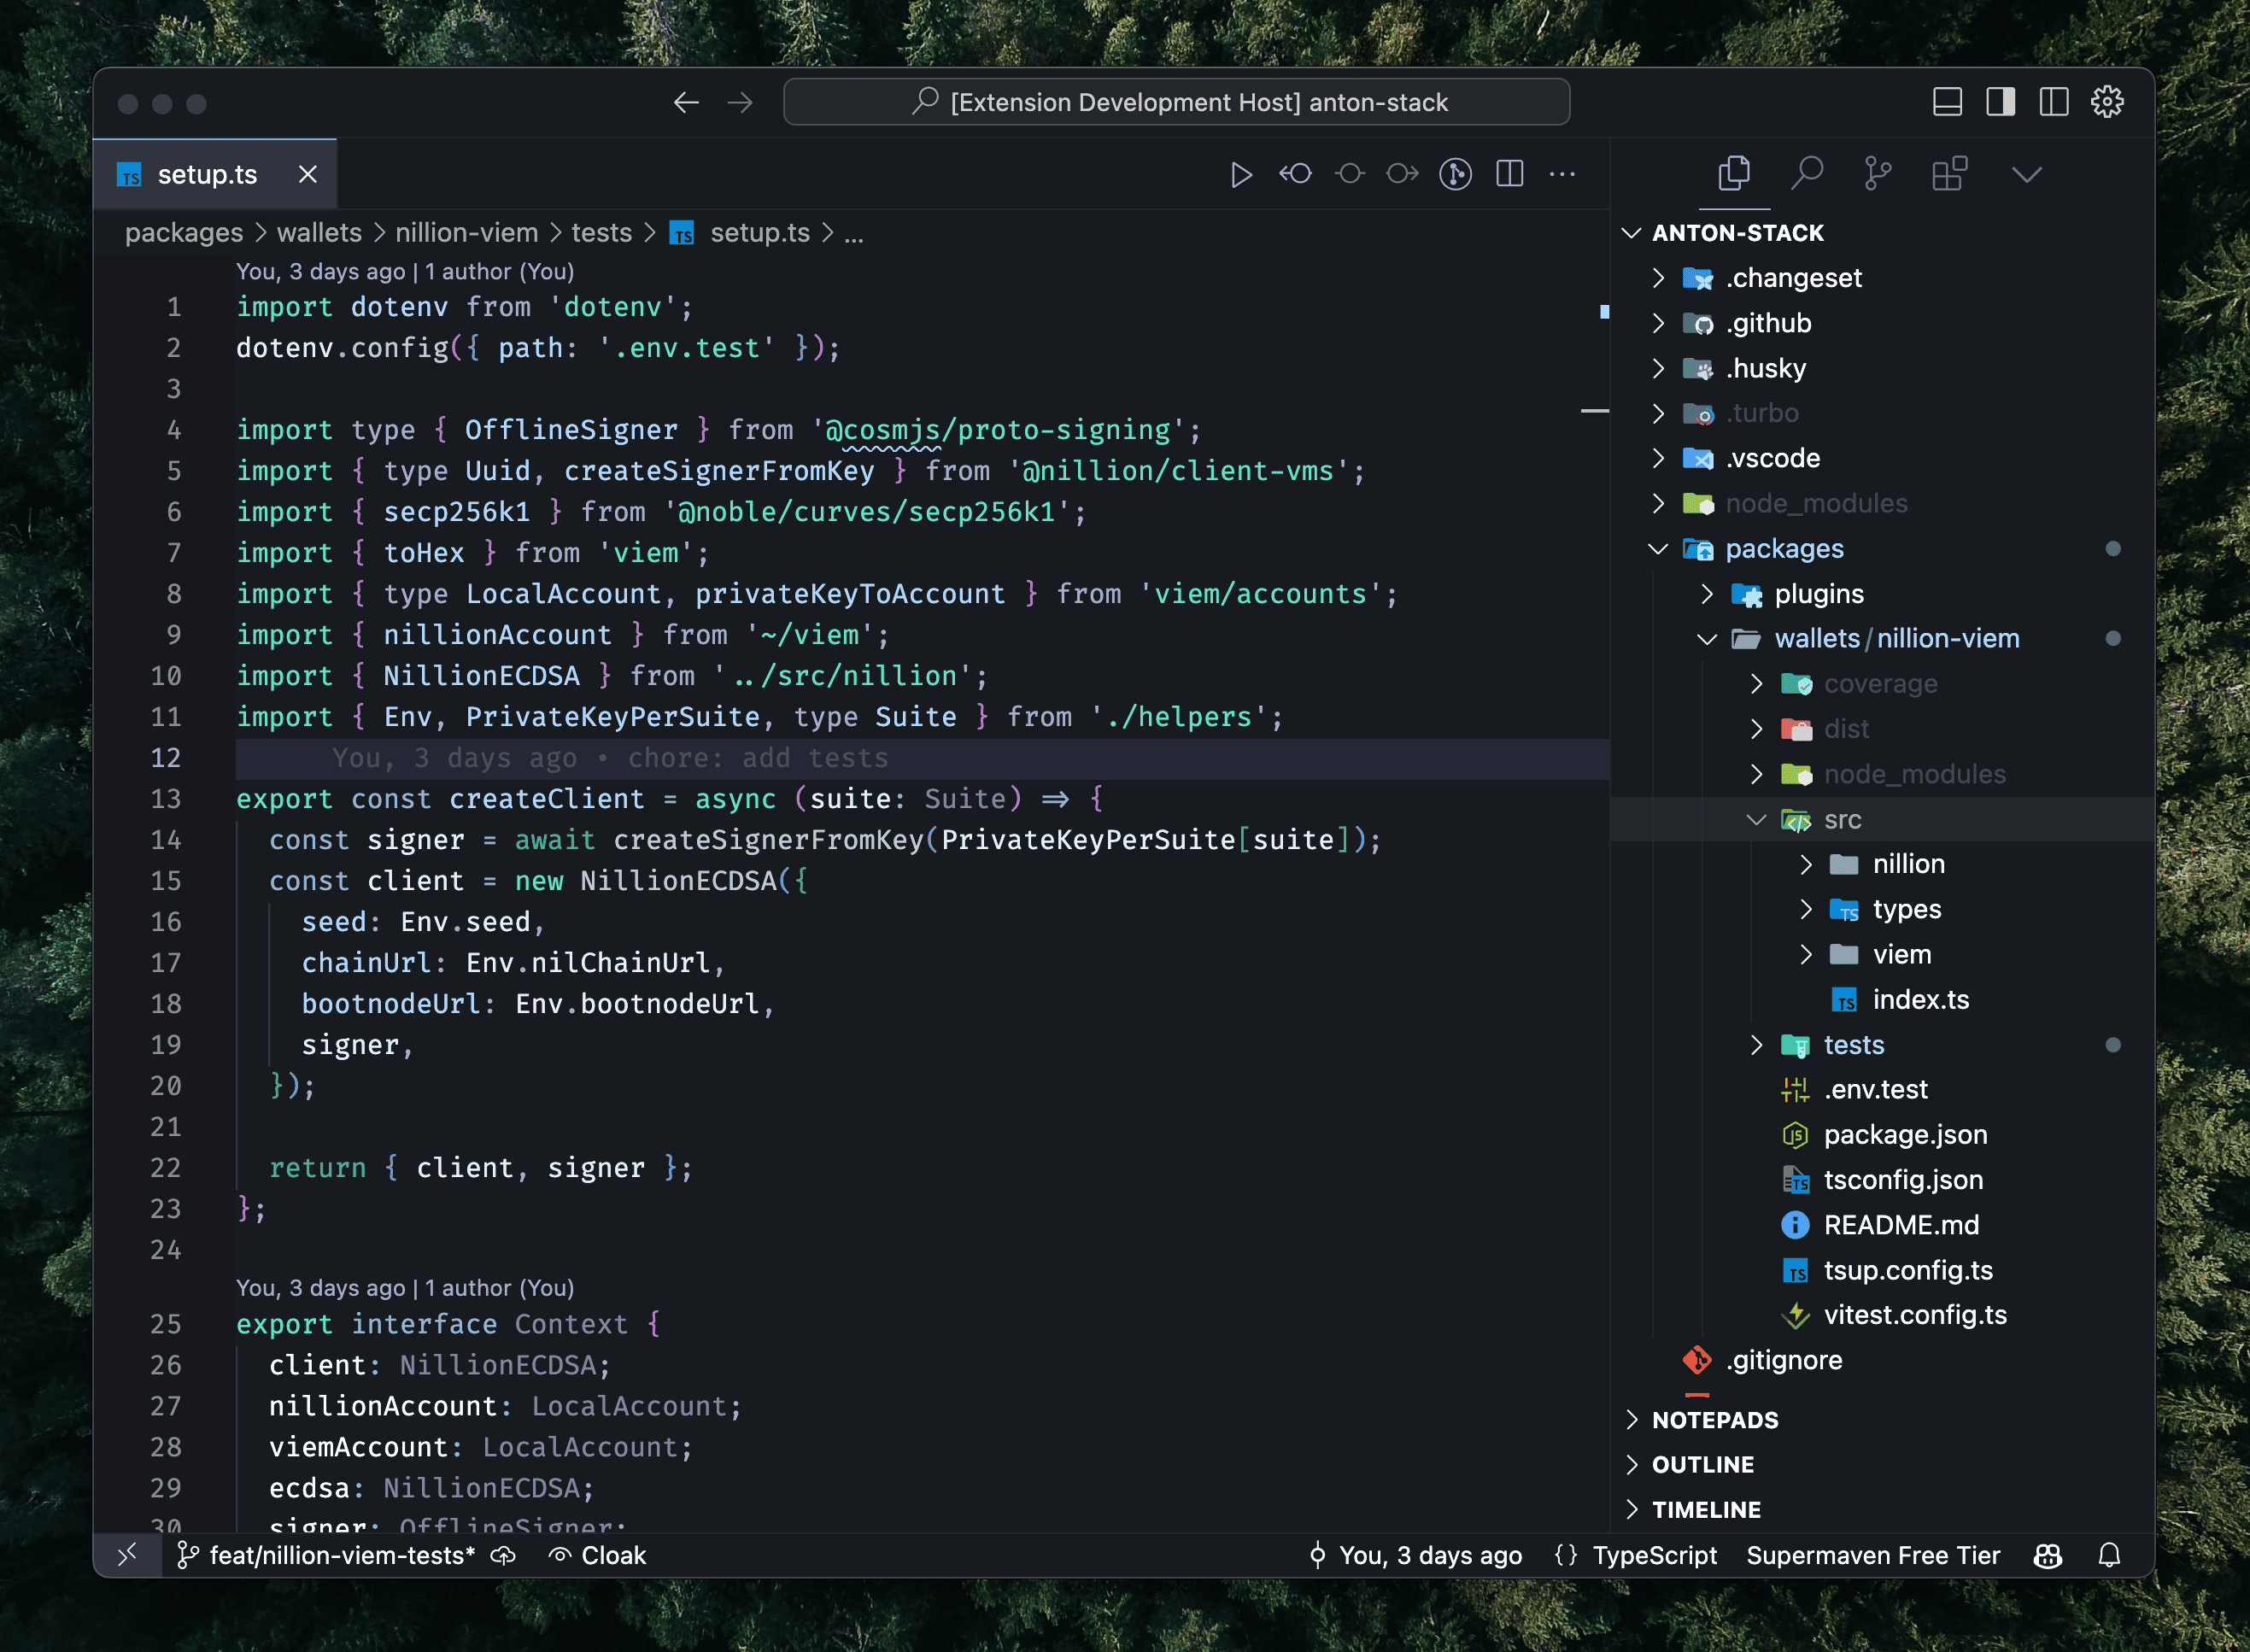 [Extension Development Host] anton-stack
setup.ts
packages > wallets > nillion-viem > tests > TS setup.ts > ...
You, 3 days ago | 1 author (You)
1 import dotenv from 'dotenv';
2 dotenv.config({ path: '.env.test' });
3
4 import type { OfflineSigner } from '@cosmjs/proto-signing';
5 import { type Uuid, createSignerFromKey } from '@nillion/client-vms';
6 import { secp256k1 } from '@noble/curves/secp256k1';
7 import { toHex } from 'viem';
8 import { type LocalAccount, privateKeyToAccount } from 'viem/accounts';
9 import { nillionAccount } from '~/viem';
10 import { NillionECDSA } from '../src/nillion';
11 import { Env, PrivateKeyPerSuite, type Suite } from './helpers';
12 You, 3 days ago • chore: add tests
13 export const createClient = async (suite: Suite) => {
14 const signer = await createSignerFromKey(PrivateKeyPerSuite[suite]);
15 const client = new NillionECDSA({
16 seed: Env.seed,
17 chainUrl: Env.nilChainUrl,
18 bootnodeUrl: Env.bootnodeUrl,
19 signer,
20 });
21
22 return { client, signer };
23 };
24
You, 3 days ago | 1 author (You)
25 export interface Context {
26 client: NillionECDSA;
27 nillionAccount: LocalAccount;
28 viemAccount: LocalAccount;
29 ecdsa: NillionECDSA;
30 signer: OfflineSigner;
ANTON-STACK
.changeset
.github
.husky
.turbo
.vscode
node_modules
packages
plugins
wallets/nillion-viem
coverage
dist
node_modules
src
nillion
types
viem
index.ts
tests
.env.test
package.json
tsconfig.json
README.md
tsup.config.ts
vitest.config.ts
.gitignore
NOTEPADS
OUTLINE
TIMELINE
feat/nillion-viem-tests* Cloak You, 3 days ago {} TypeScript Supermaven Free Tier